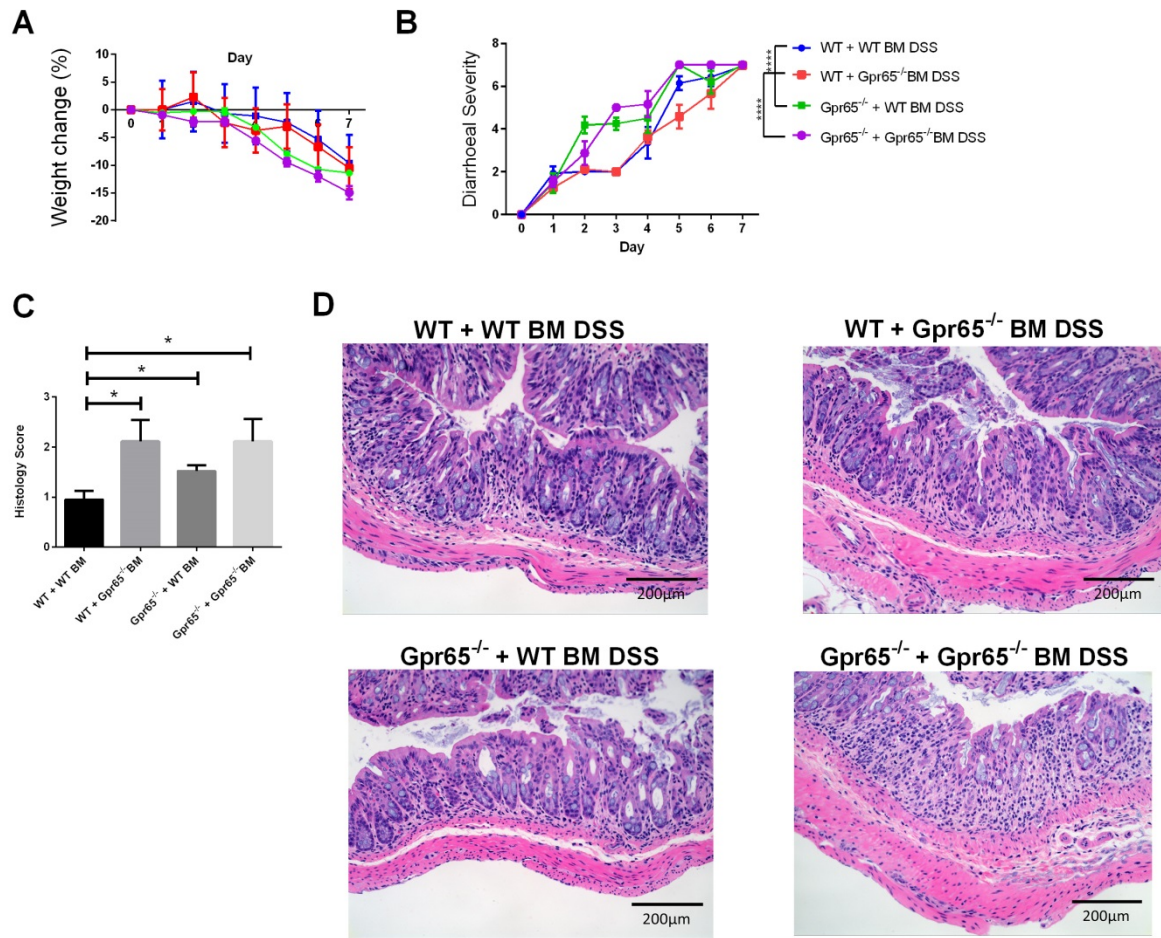 A
Day
Weight change (%)
10
5
0
-5
-10
-15
-20
0
6
7
B
Diarrhoeal Severity
8
6
4
2
0
0 1 2 3 4 5 6 7
Day
****
****
WT + WT BM DSS
WT + Gpr65-/-BM DSS
Gpr65-/- + WT BM DSS
Gpr65-/- + Gpr65-/-BM DSS
C
*
*
*
Histology Score
3
2
1
0
WT + WT BM
WT + Gpr65-/-BM
Gpr65-/- + WT BM
Gpr65-/- + Gpr65-/-BM
D
WT + WT BM DSS
200µm
WT + Gpr65-/- BM DSS
200µm
Gpr65-/- + WT BM DSS
200µm
Gpr65-/- + Gpr65-/- BM DSS
200µm